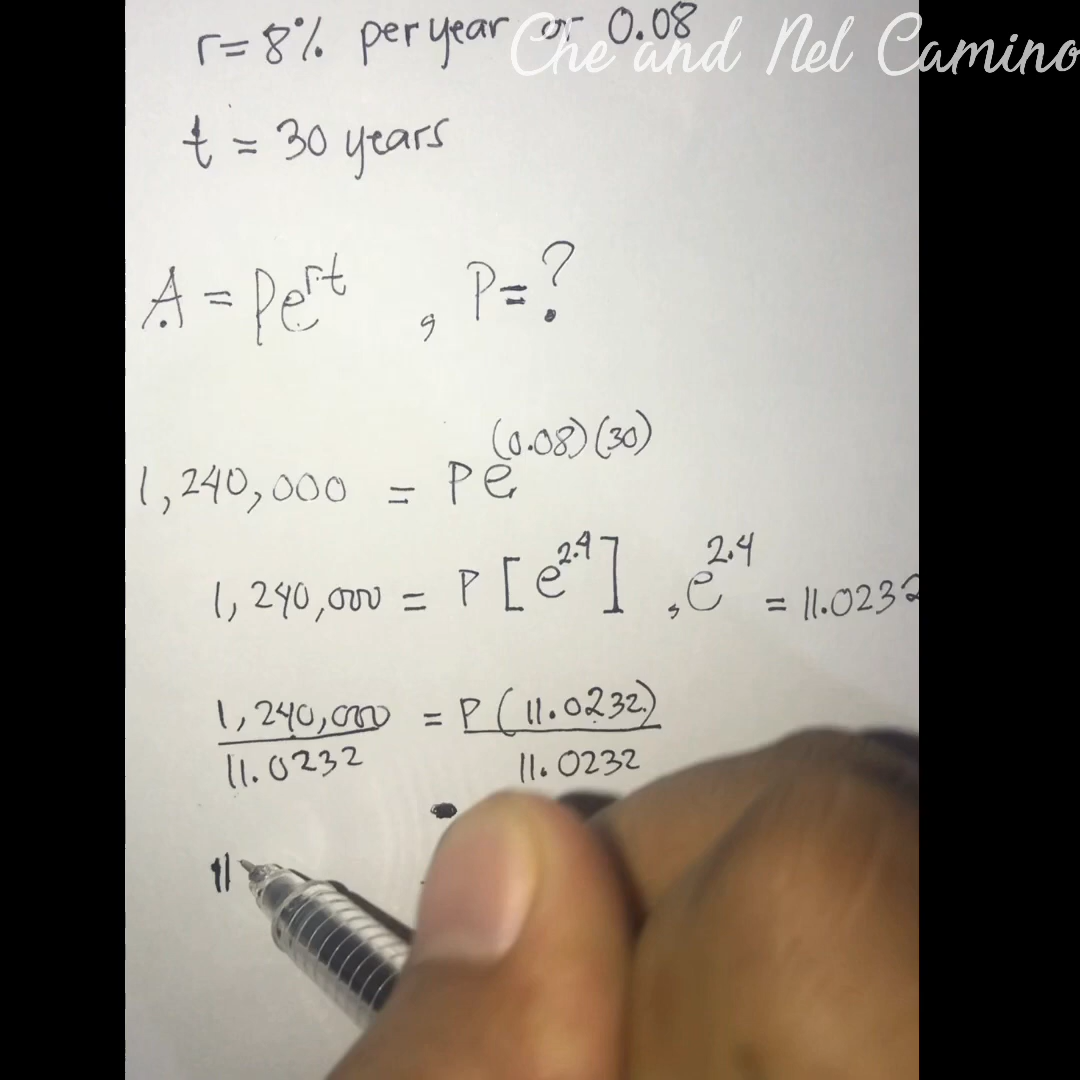 r = 8% per year or 0.08
Che and Nel Camino
t = 30 years
A = Pe^rt , P = ?
1,240,000 = Pe^(0.08)(30)
1,240,000 = P [e^2.4] , e^2.4 = 11.0232
1,240,000 = P (11.0232)
11.0232 11.0232
11